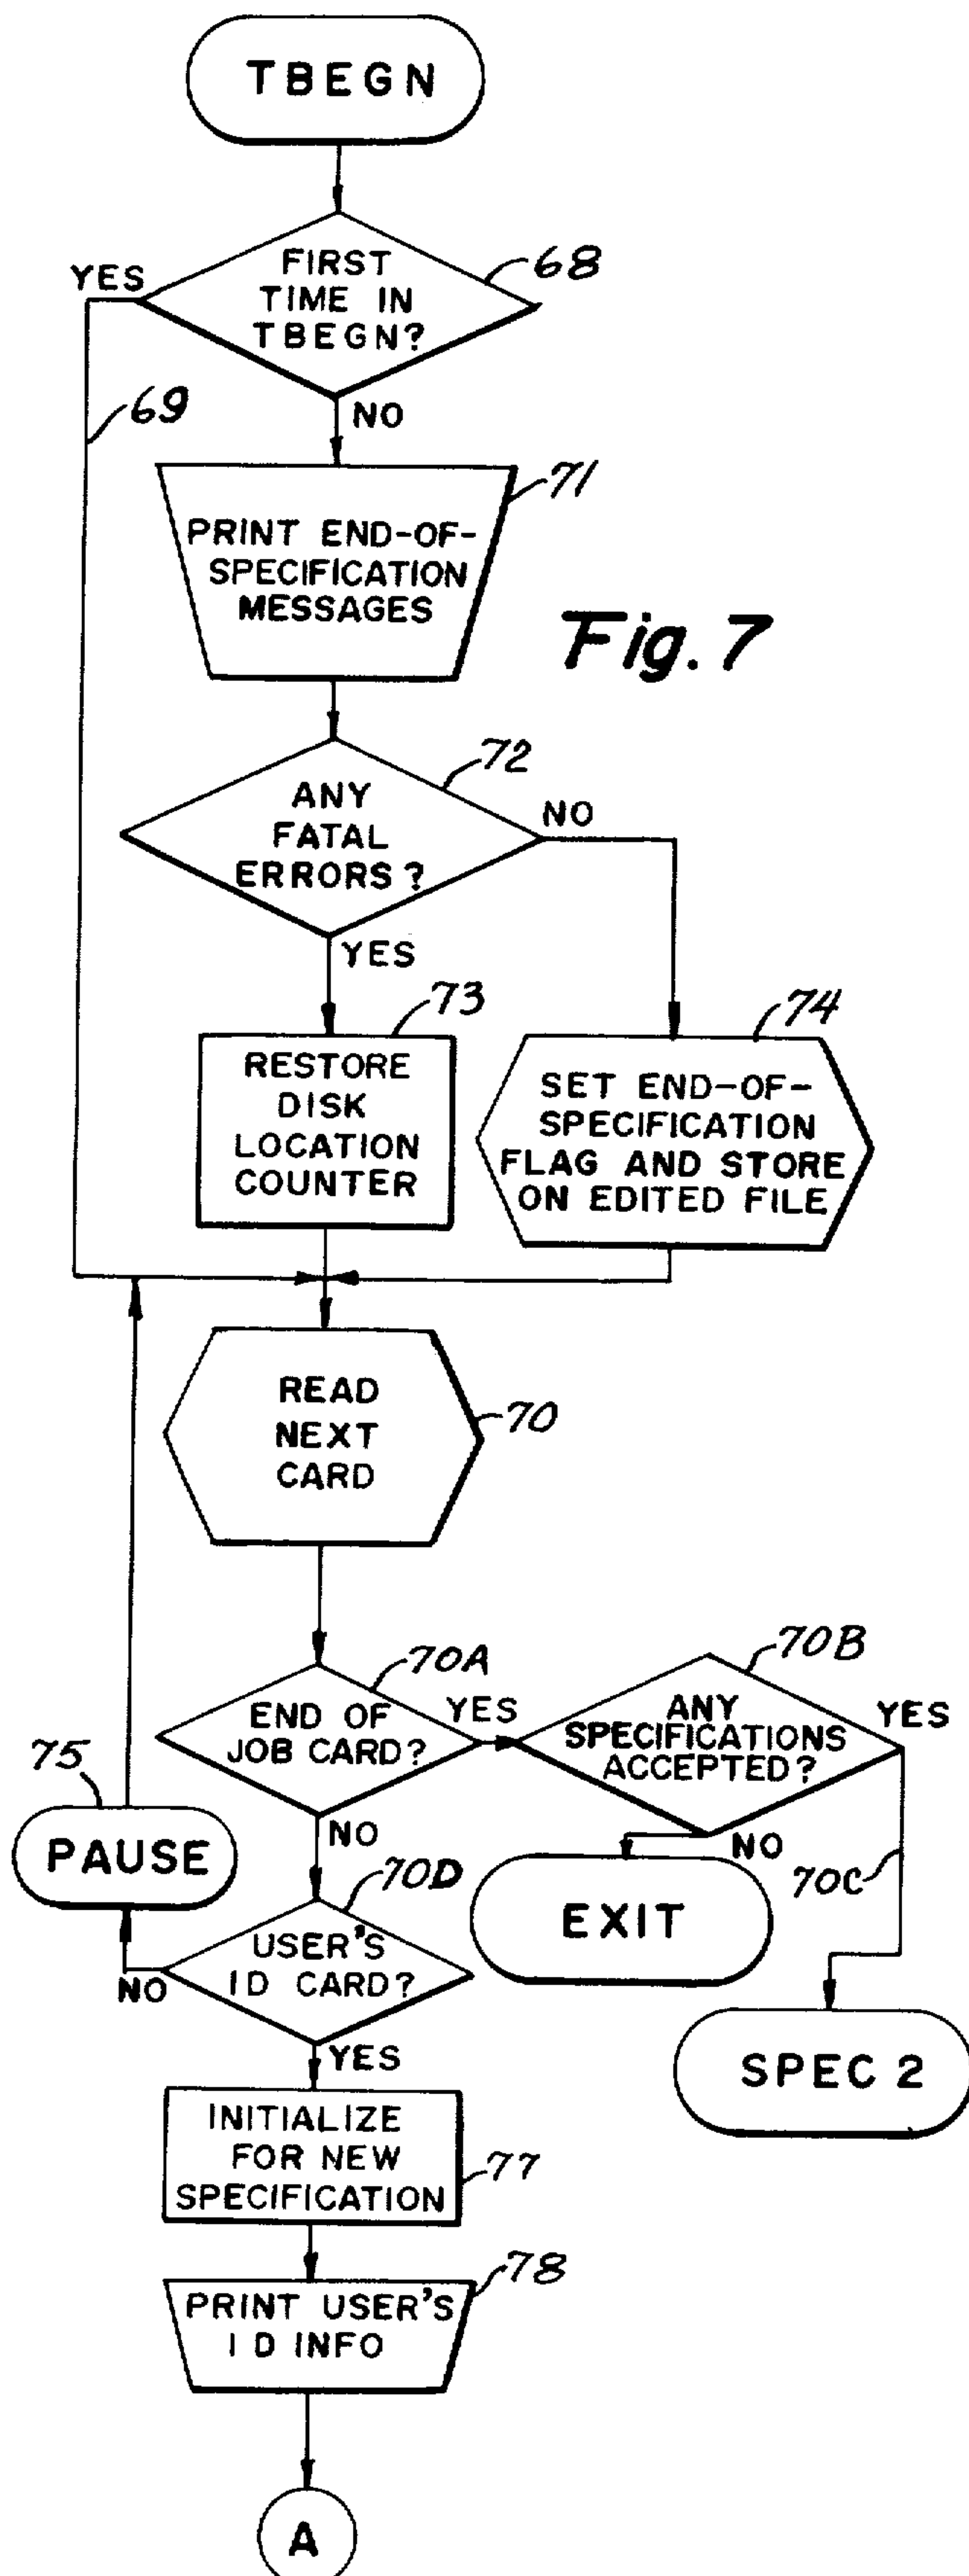 TBEGN
FIRST
TIME IN
TBEGN?
68
YES
69
NO
71
PRINT END-OF-
SPECIFICATION
MESSAGES
Fig. 7
72
ANY
FATAL
ERRORS?
NO
YES
73
RESTORE
DISK
LOCATION
COUNTER
74
SET END-OF-
SPECIFICATION
FLAG AND STORE
ON EDITED FILE
READ
NEXT
CARD
70
70A
END OF
JOB CARD?
YES
70B
ANY
SPECIFICATIONS
ACCEPTED?
YES
75
PAUSE
NO
NO
70C
EXIT
70D
USER'S
ID CARD?
NO
YES
SPEC 2
INITIALIZE
FOR NEW
SPECIFICATION
77
78
PRINT USER'S
ID INFO
A